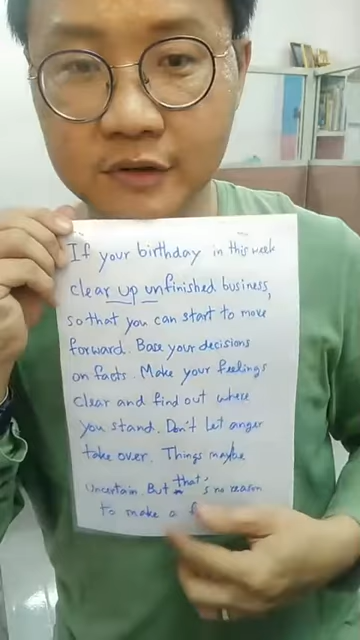 If your birthday in this week
clear up unfinished business,
so that you can start to move
forward. Base your decisions
on facts. Make your feelings
clear and find out where
you stand. Don't let anger
take over. Things maybe
Uncertain. But that's no reason
to make a